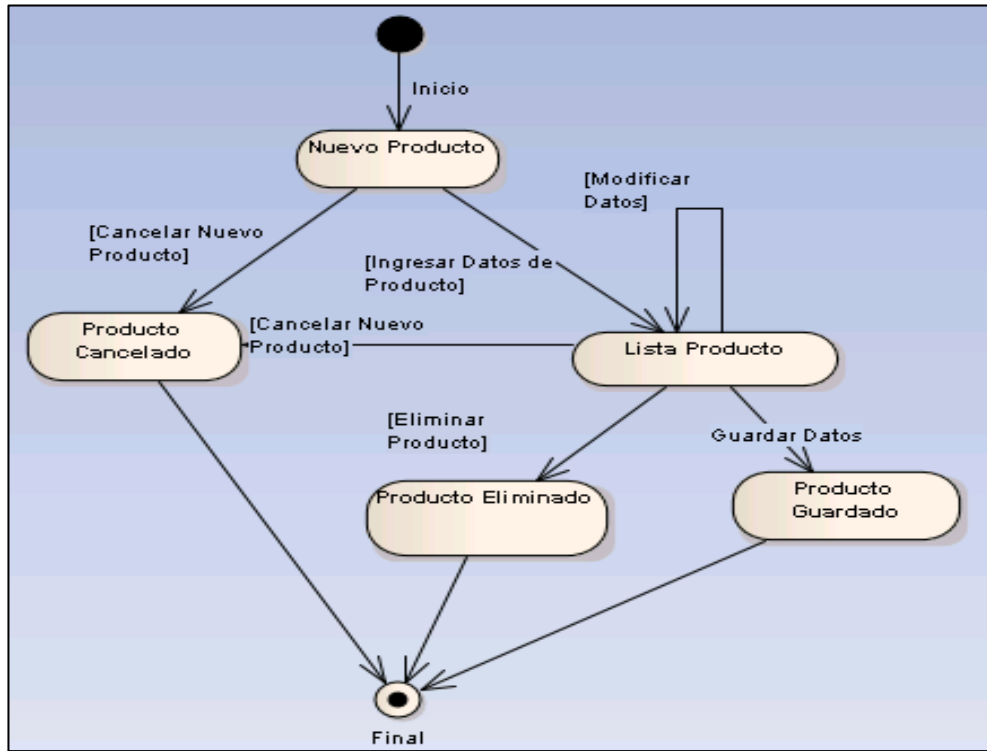 Inicio
Nuevo Producto
[Modificar
Datos]
[Cancelar Nuevo
Producto]
[Ingresar Datos de
Producto]
Producto
Cancelado
[Cancelar Nuevo
Producto]
Lista Producto
[Eliminar
Producto]
Guardar Datos
Producto Eliminado
Producto
Guardado
Final